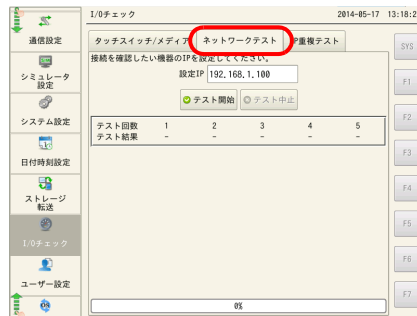 I/Oチェック 2014-05-17 13:18:2
通信設定
シミュレータ
設定
システム設定
日付時刻設定
ストレージ
転送
I/Oチェック
ユーザー設定
タッチスイッチ/メディア ネットワークテスト IP重複テスト
接続を確認したい機器のIPを設定してください。
設定IP 192.168.1.100
テスト開始 テスト中止
テスト回数 1 2 3 4 5
テスト結果 - - - - -
0%
SYS
F1
F2
F3
F4
F5
F6
F7